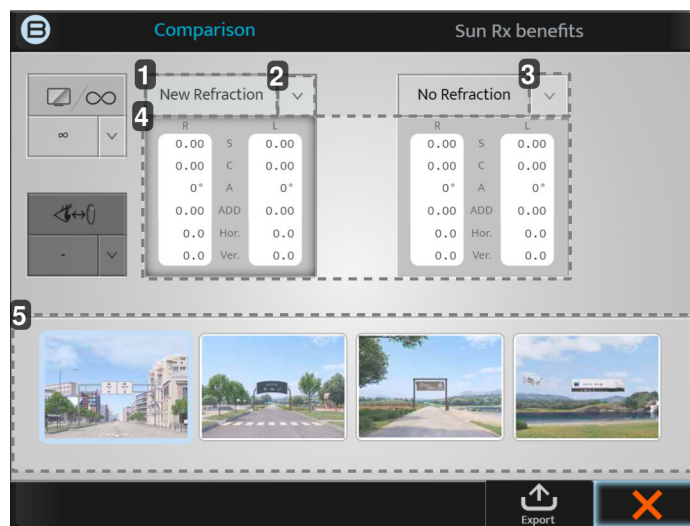 B
Comparison
Sun Rx benefits
1
New Refraction
2
No Refraction
3
∞
∞
-
4
R L
0.00 S 0.00
0.00 C 0.00
0° A 0°
0.00 ADD 0.00
0.0 Hor. 0.0
0.0 Ver. 0.0
R L
0.00 S 0.00
0.00 C 0.00
0° A 0°
0.00 ADD 0.00
0.0 Hor. 0.0
0.0 Ver. 0.0
5
Export